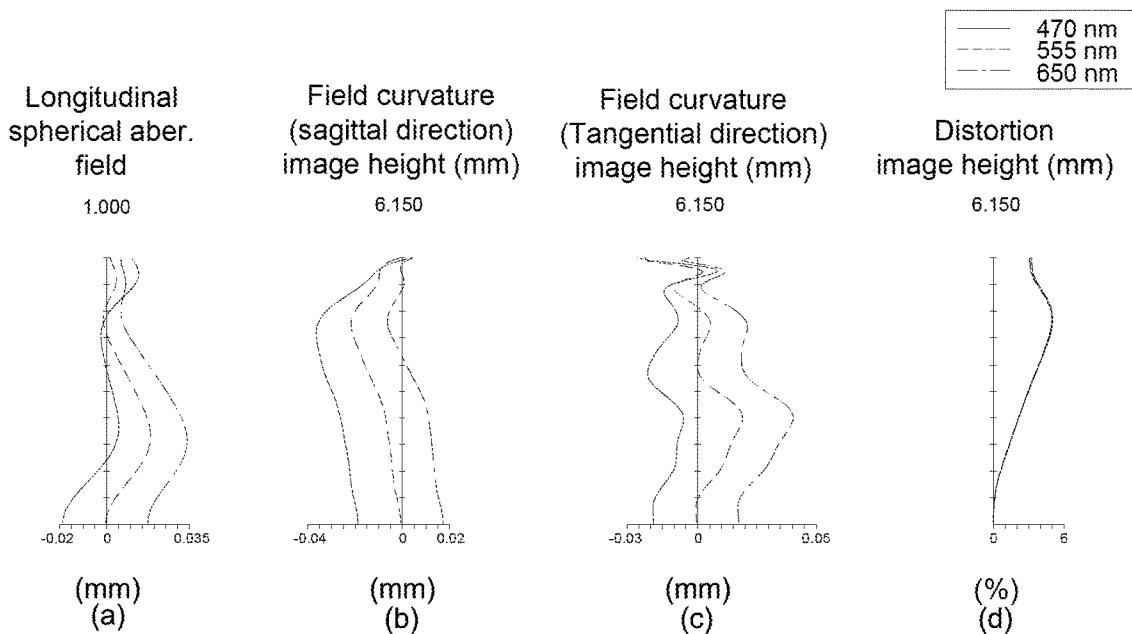 470 nm
555 nm
650 nm
Longitudinal
spherical aber.
field
1.000
Field curvature
(sagittal direction)
image height (mm)
6.150
Field curvature
(Tangential direction)
image height (mm)
6.150
Distortion
image height (mm)
6.150
-0.02 0 0.035
(mm)
(a)
-0.04 0 0.02
(mm)
(b)
-0.03 0 0.05
(mm)
(c)
0 6
(%)
(d)